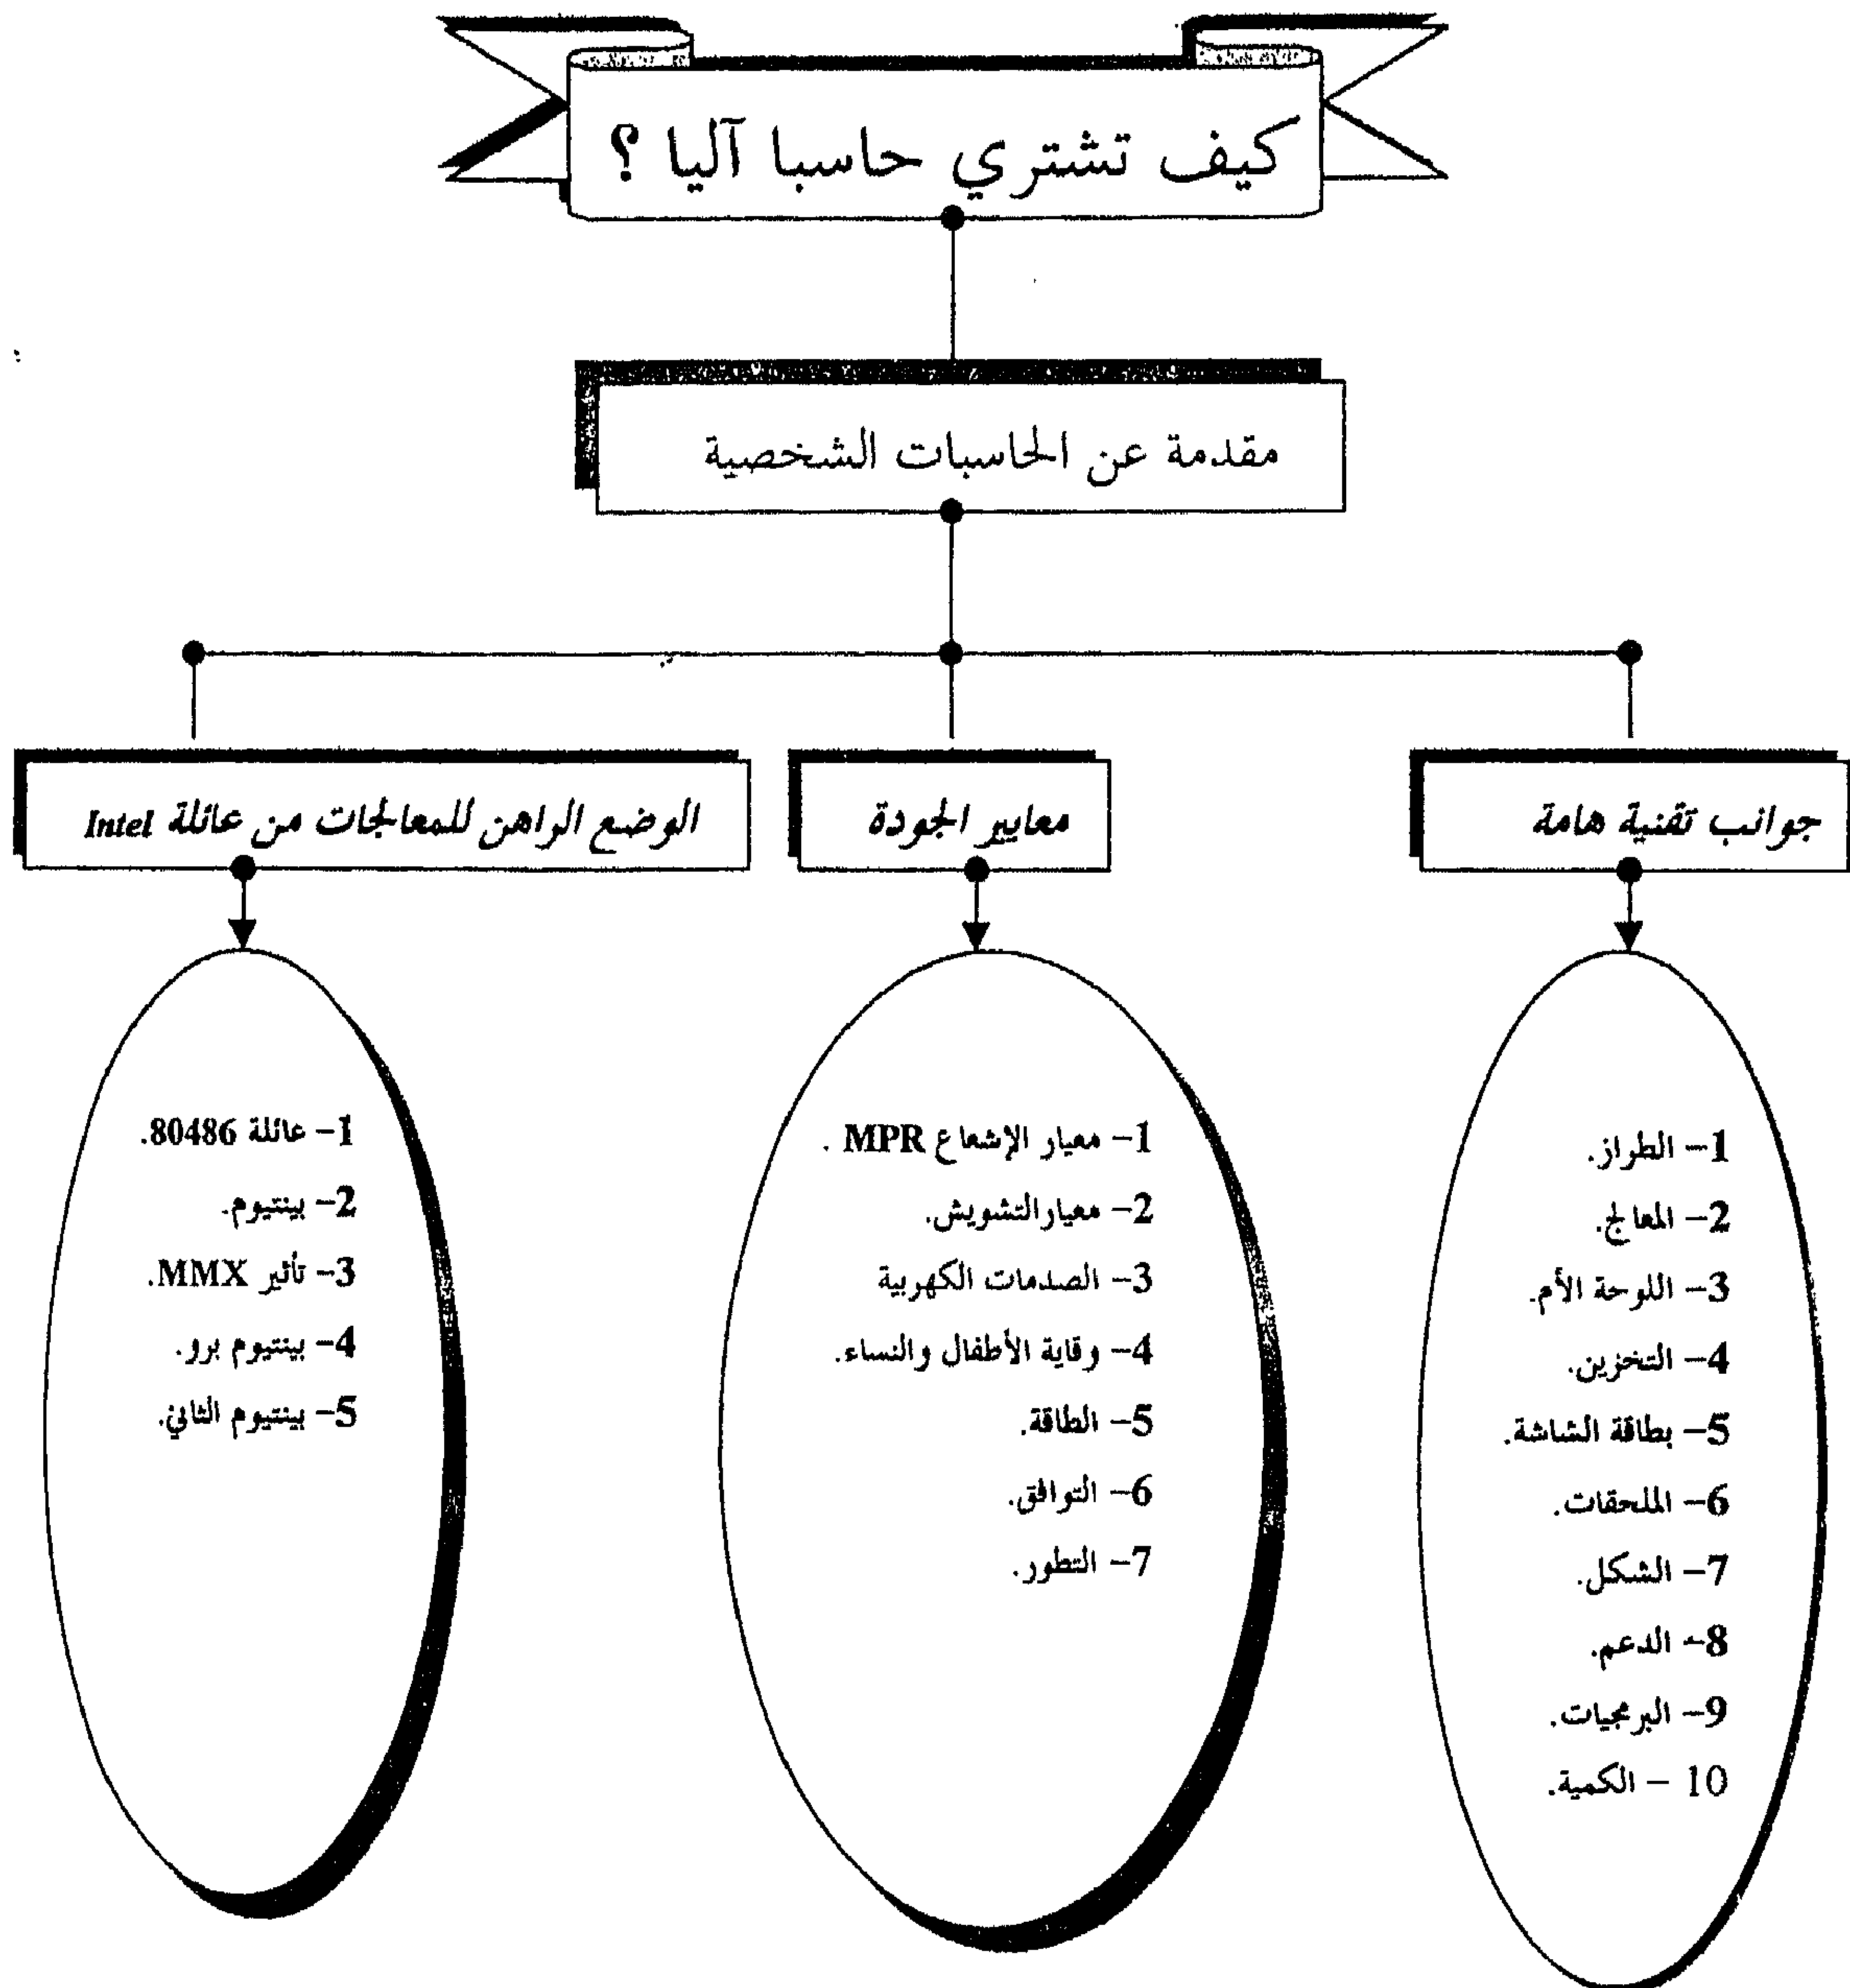 كيف تشتري حاسبا آليا ؟
مقدمة عن الحاسبات الشخصية
جوانب تقنية هامة
1- الطراز.
2- المعالج.
3- اللوحة الأم.
4- التخزين.
5- بطاقة الشاشة.
6- الملحقات.
7- الشكل.
8- الدعم.
9- البرمجيات.
10 - الكمية.
معايير الجودة
1- معيار الإشعاع MPR .
2- معيارالتشويش.
3- الصدمات الكهربية
4- وقاية الأطفال والنساء.
5- الطاقة.
6- التوافق.
7- التطور.
الوضع الراهن للمعالجات من عائلة Intel
1- عائلة 80486.
2- بينتيوم.
3- تأثير MMX.
4- بينتيوم برو.
5- بينتيوم الثاني.